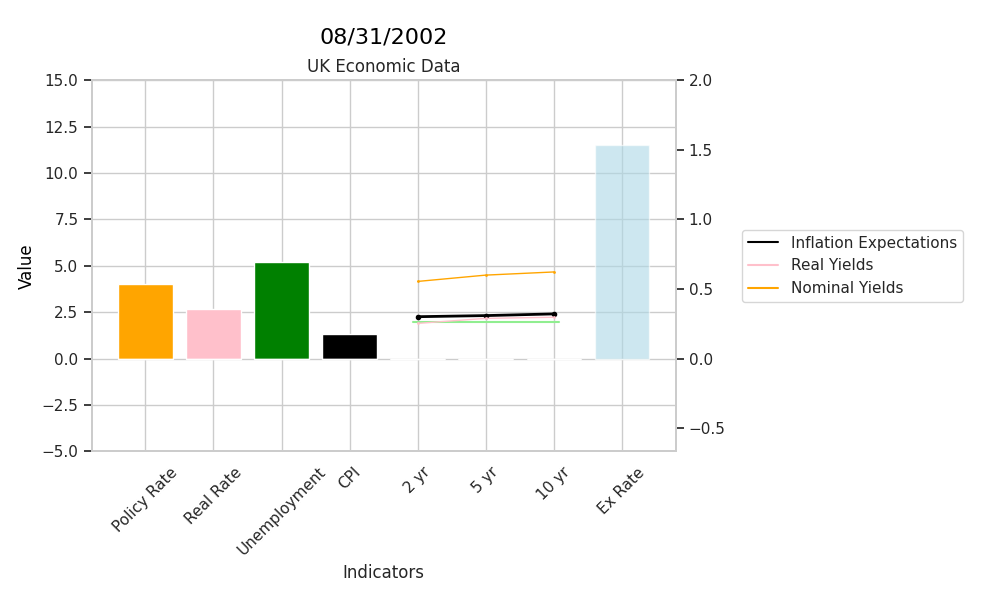 08/31/2002
UK Economic Data
15.0
12.5
10.0
7.5
5.0
2.5
0.0
−2.5
−5.0
Value
2.0
1.5
1.0
0.5
0.0
−0.5
Inflation Expectations
Real Yields
Nominal Yields
Policy Rate
Real Rate
Unemployment
CPI
2 yr
5 yr
10 yr
Ex Rate
Indicators